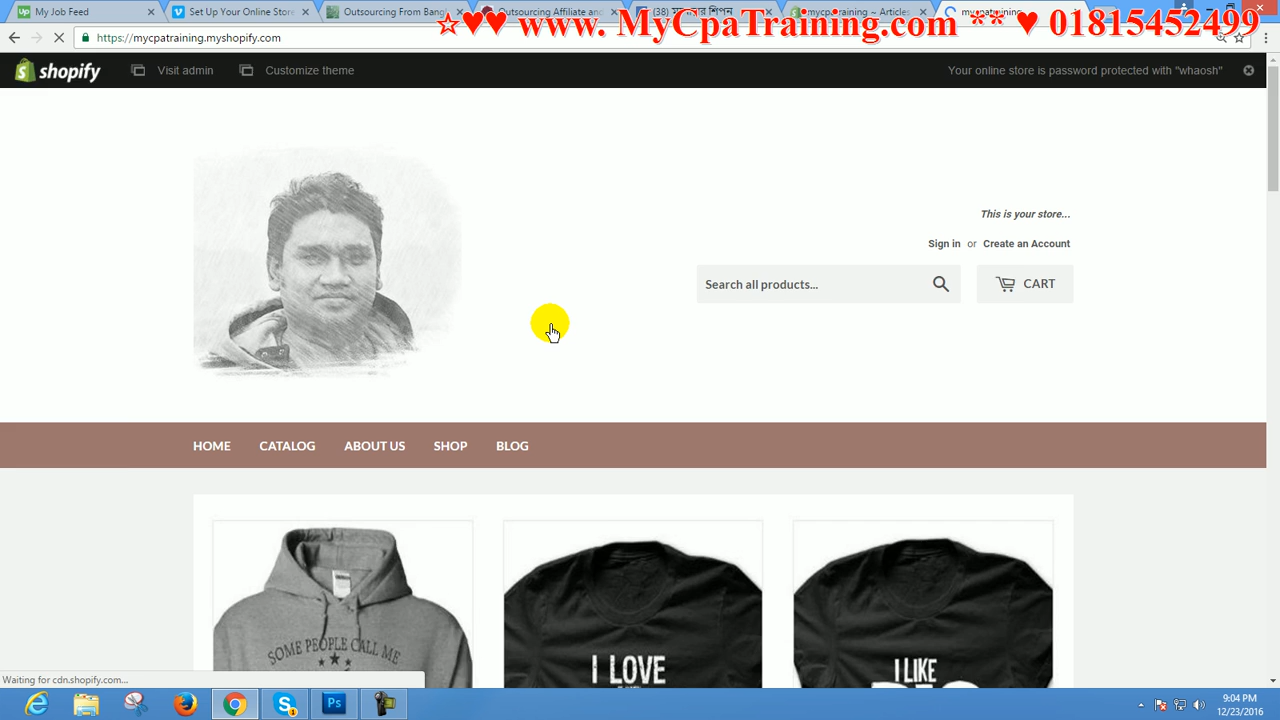 My Job Feed
Set Up Your Online Store
Outsourcing From Bangl
Outsourcing Affiliate and
(38)
mycpatraining ~ Articles
mycpatraining
☆♥♥ www. MyCpaTraining.com ** ♥ 01815452499
https://mycpatraining.myshopify.com
shopify
Visit admin
Customize theme
Your online store is password protected with "whaosh"
This is your store...
Sign in or Create an Account
Search all products...
CART
HOME
CATALOG
ABOUT US
SHOP
BLOG
SOME PEOPLE CALL ME
I LOVE
I LIKE
Waiting for cdn.shopify.com...
9:04 PM
12/23/2016